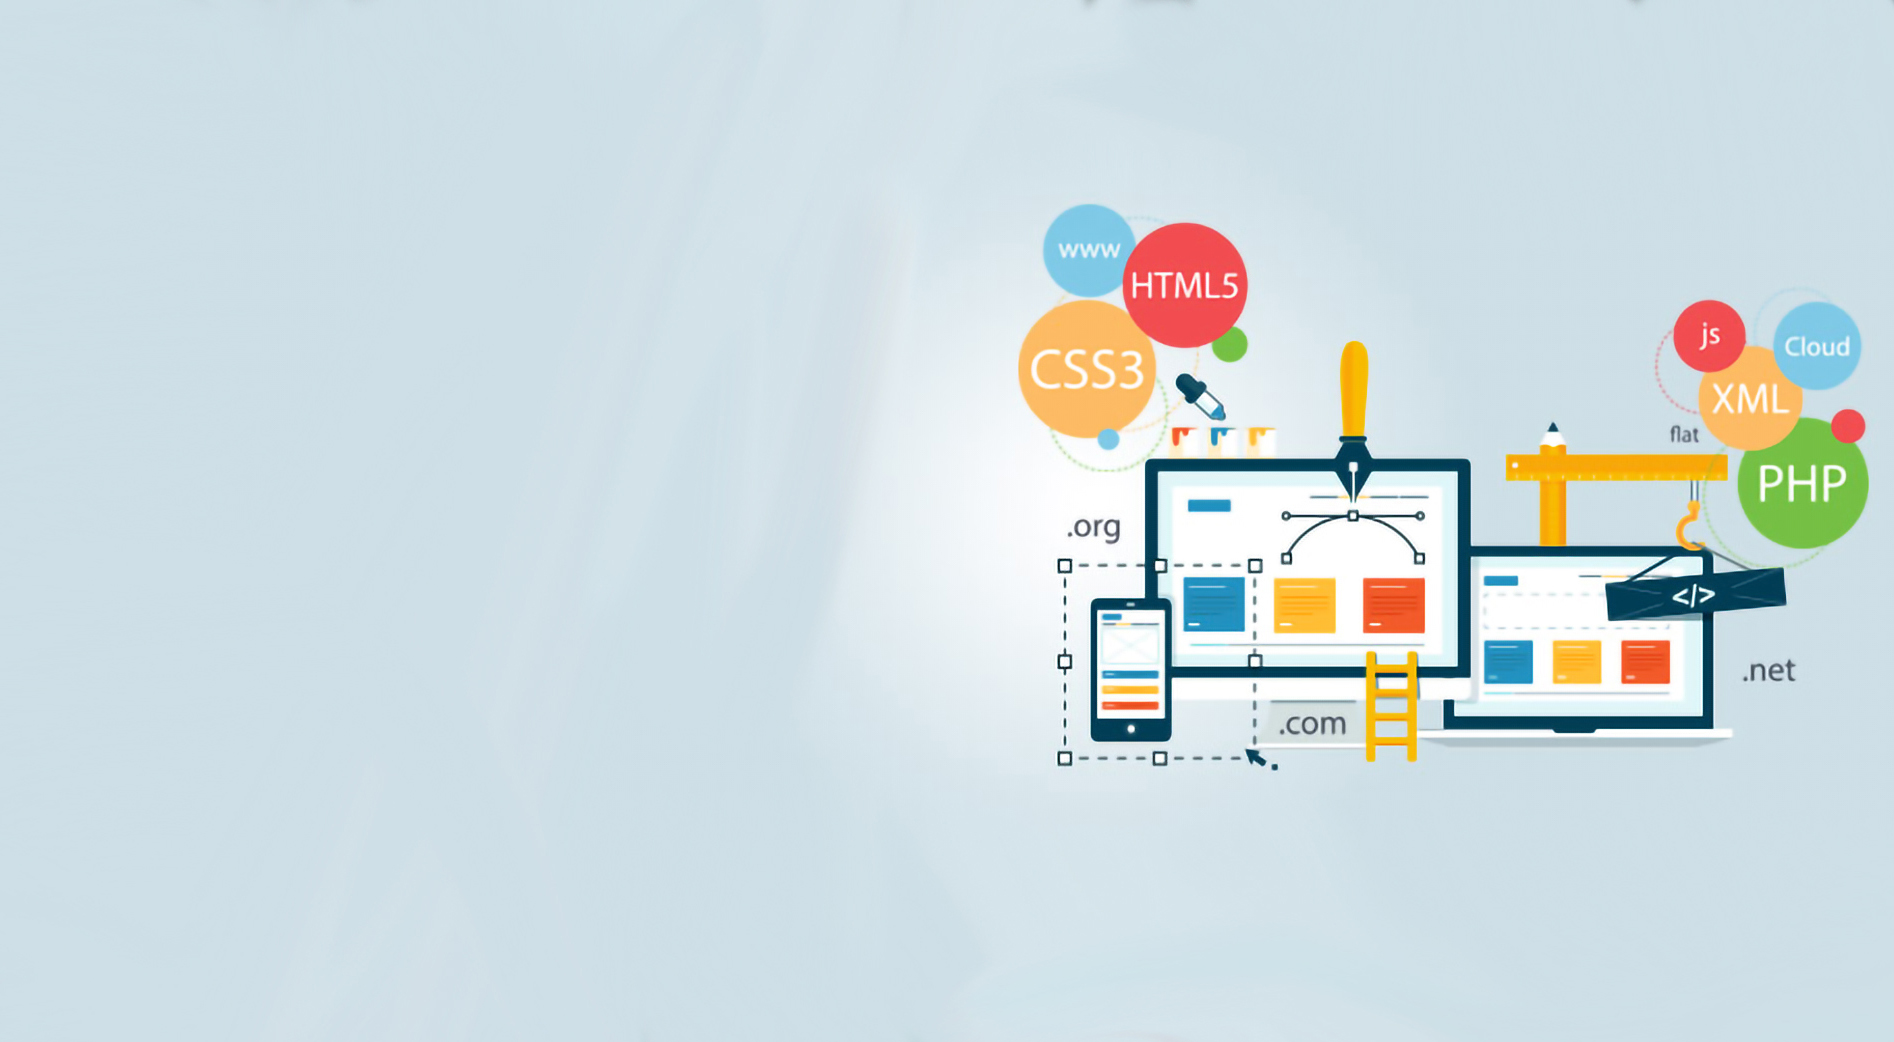 www
HTML5
CSS3
js
Cloud
XML
flat
PHP
.org
</>
.net
.com